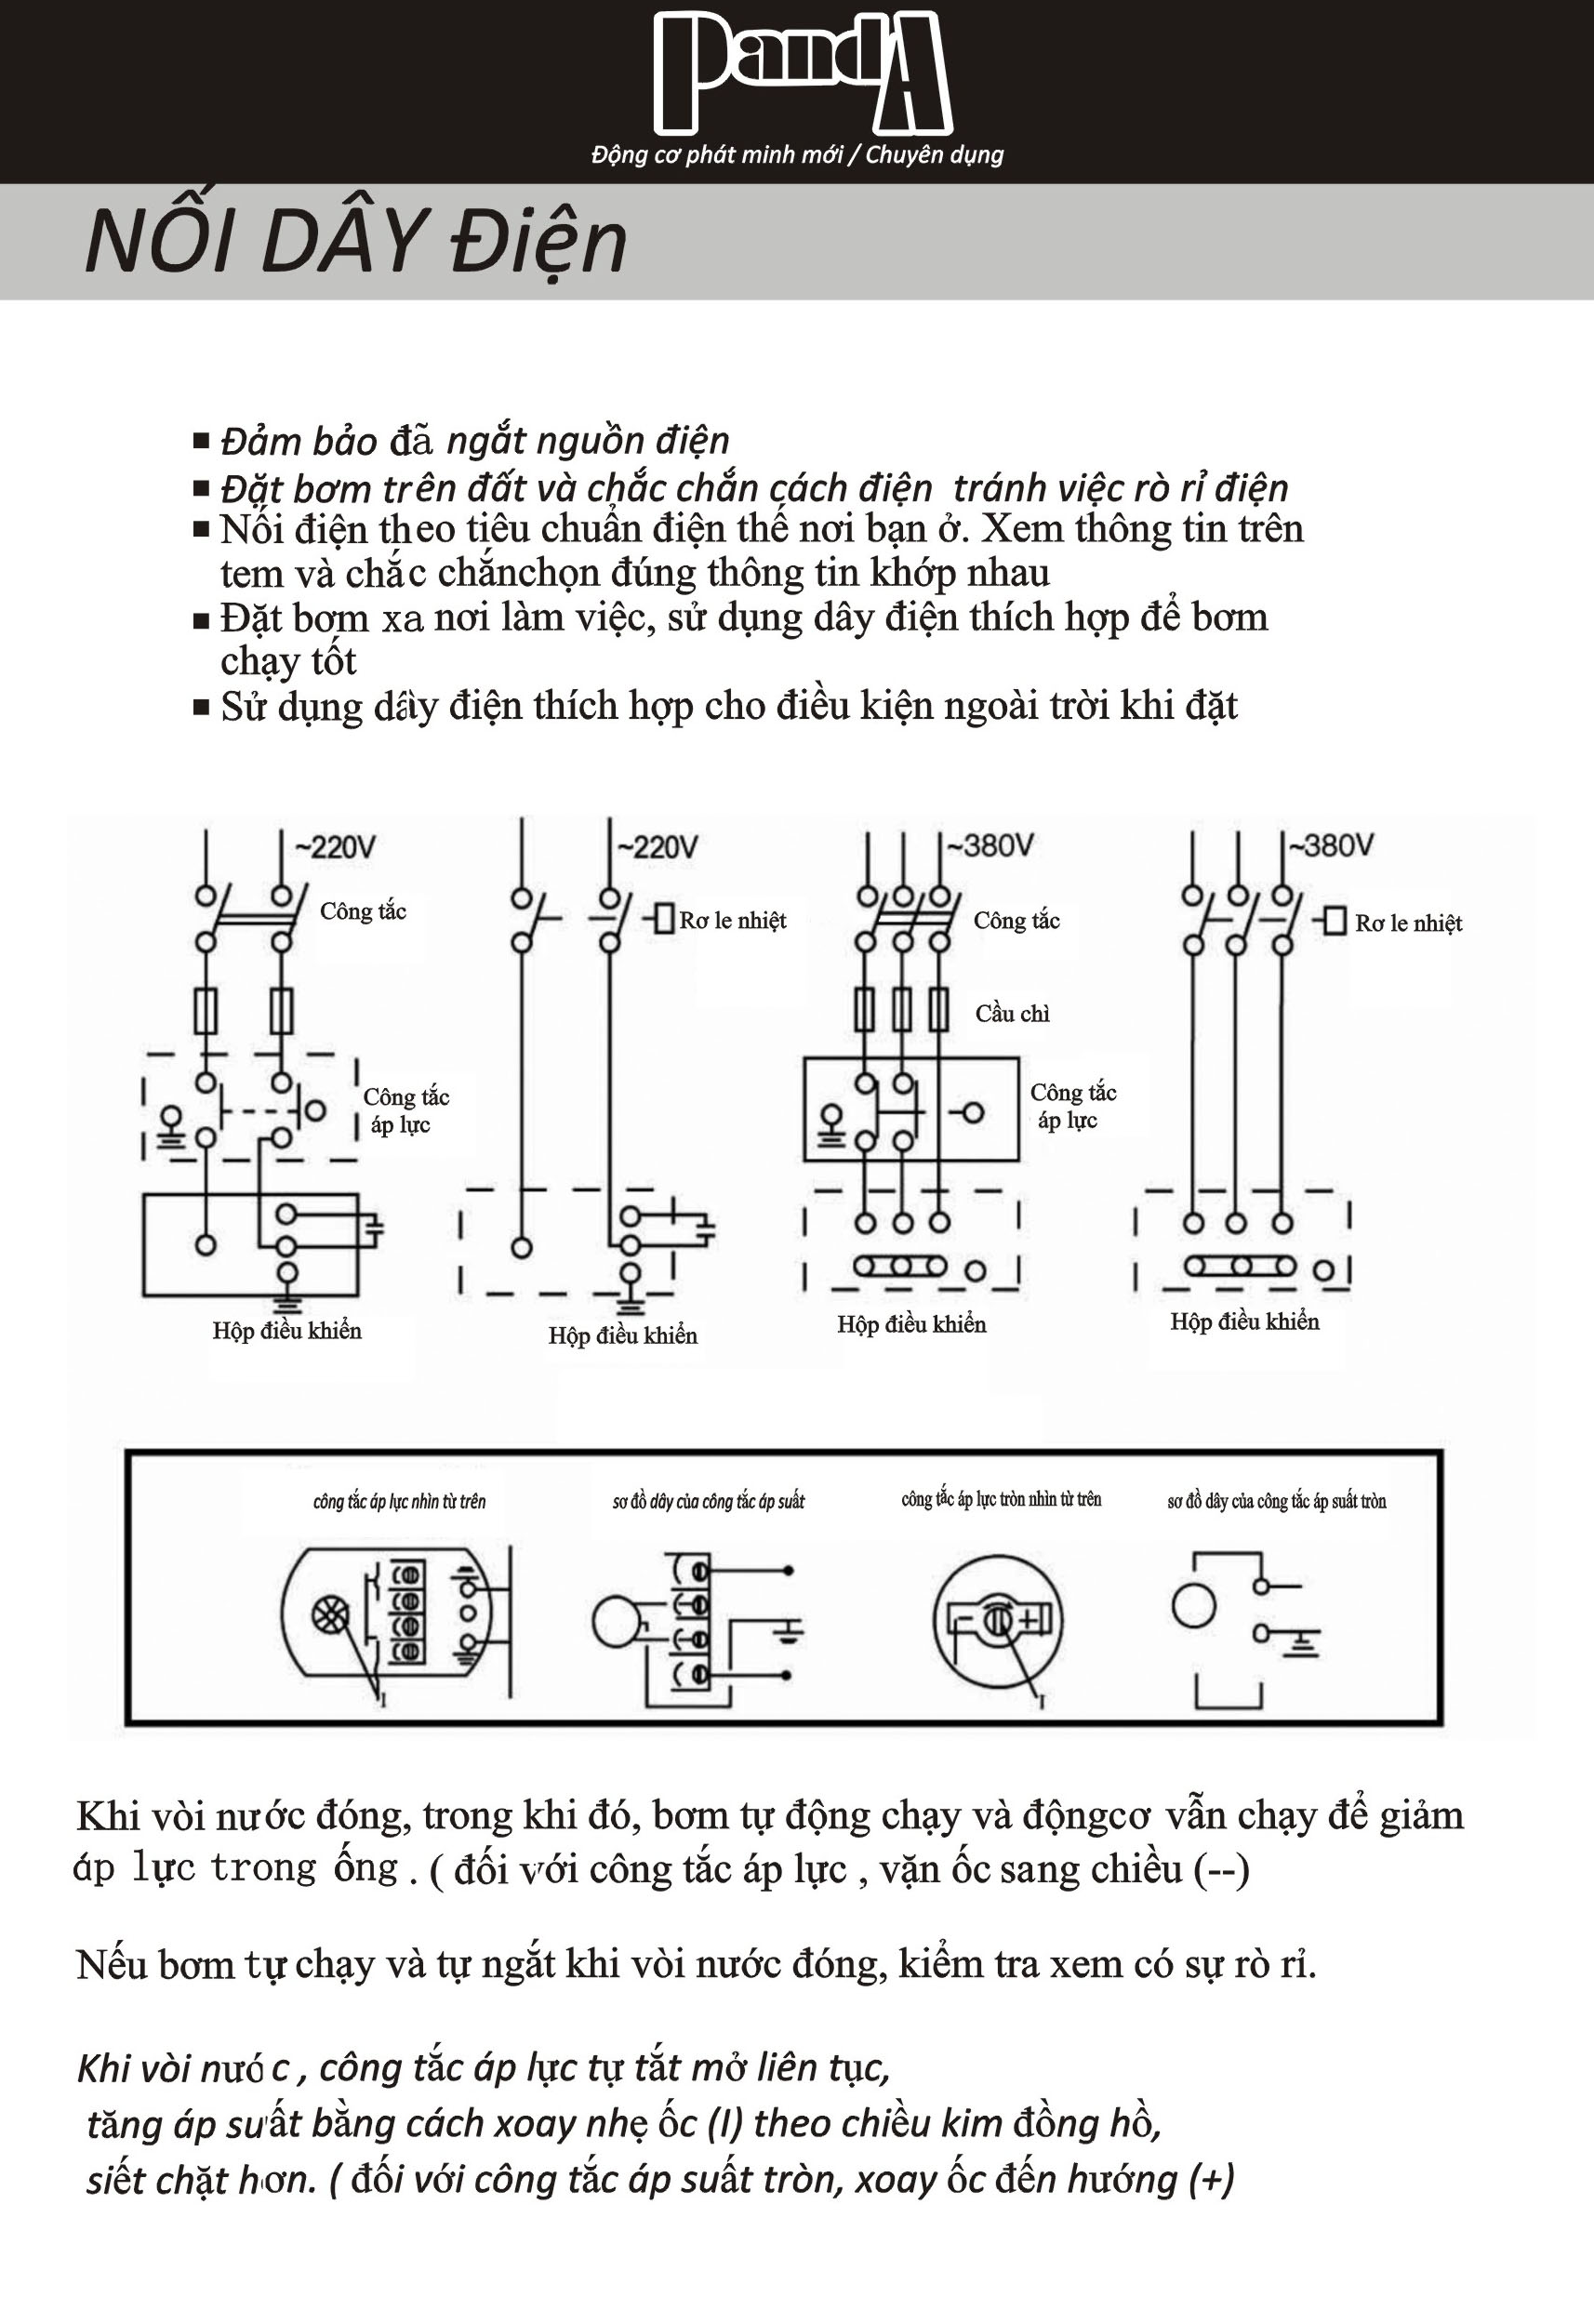 PandA
Động cơ phát minh mới / Chuyên dụng
NỐI DÂY Điện
▪ Đảm bảo đã ngắt nguồn điện
▪ Đặt bơm trên đất và chắc chắn cách điện tránh việc rò rỉ điện
▪ Nối điện theo tiêu chuẩn điện thế nơi bạn ở. Xem thông tin trên
tem và chắc chắnchọn đúng thông tin khớp nhau
▪ Đặt bơm xa nơi làm việc, sử dụng dây điện thích hợp để bơm
chạy tốt
▪ Sử dụng dây điện thích hợp cho điều kiện ngoài trời khi đặt
~220V
Công tắc
Công tắc
áp lực
Hộp điều khiển
~220V
Rơ le nhiệt
Hộp điều khiển
~380V
Công tắc
Cầu chì
Công tắc
áp lực
Hộp điều khiển
~380V
Rơ le nhiệt
Hộp điều khiển
công tắc áp lực nhìn từ trên
I
sơ đồ dây của công tắc áp suất
công tắc áp lực tròn nhìn từ trên
− +
I
sơ đồ dây của công tắc áp suất tròn
Khi vòi nước đóng, trong khi đó, bơm tự động chạy và độngcơ vẫn chạy để giảm
áp lực trong ống . ( đối với công tắc áp lực , vặn ốc sang chiều (--)
Nếu bơm tự chạy và tự ngắt khi vòi nước đóng, kiểm tra xem có sự rò rỉ.
Khi vòi nước , công tắc áp lực tự tắt mở liên tục,
tăng áp suất bằng cách xoay nhẹ ốc (I) theo chiều kim đồng hồ,
siết chặt hơn. ( đối với công tắc áp suất tròn, xoay ốc đến hướng (+)